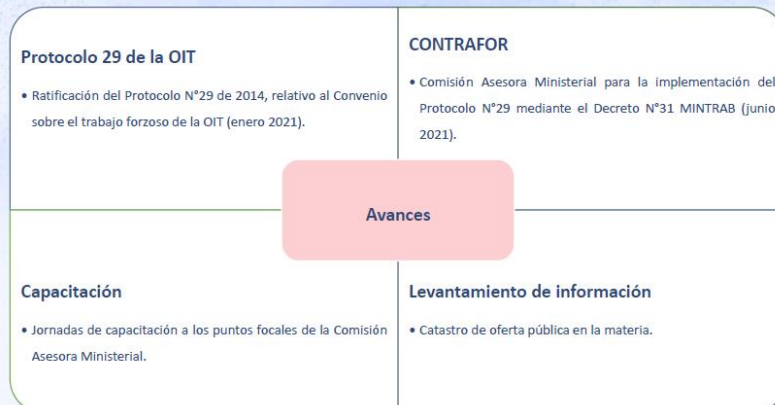 Protocolo 29 de la OIT
• Ratificación del Protocolo N°29 de 2014, relativo al Convenio
sobre el trabajo forzoso de la OIT (enero 2021).
CONTRAFOR
• Comisión Asesora Ministerial para la implementación del
Protocolo N°29 mediante el Decreto N°31 MINTRAB (junio
2021).
Avances
Capacitación
• Jornadas de capacitación a los puntos focales de la Comisión
Asesora Ministerial.
Levantamiento de información
• Catastro de oferta pública en la materia.